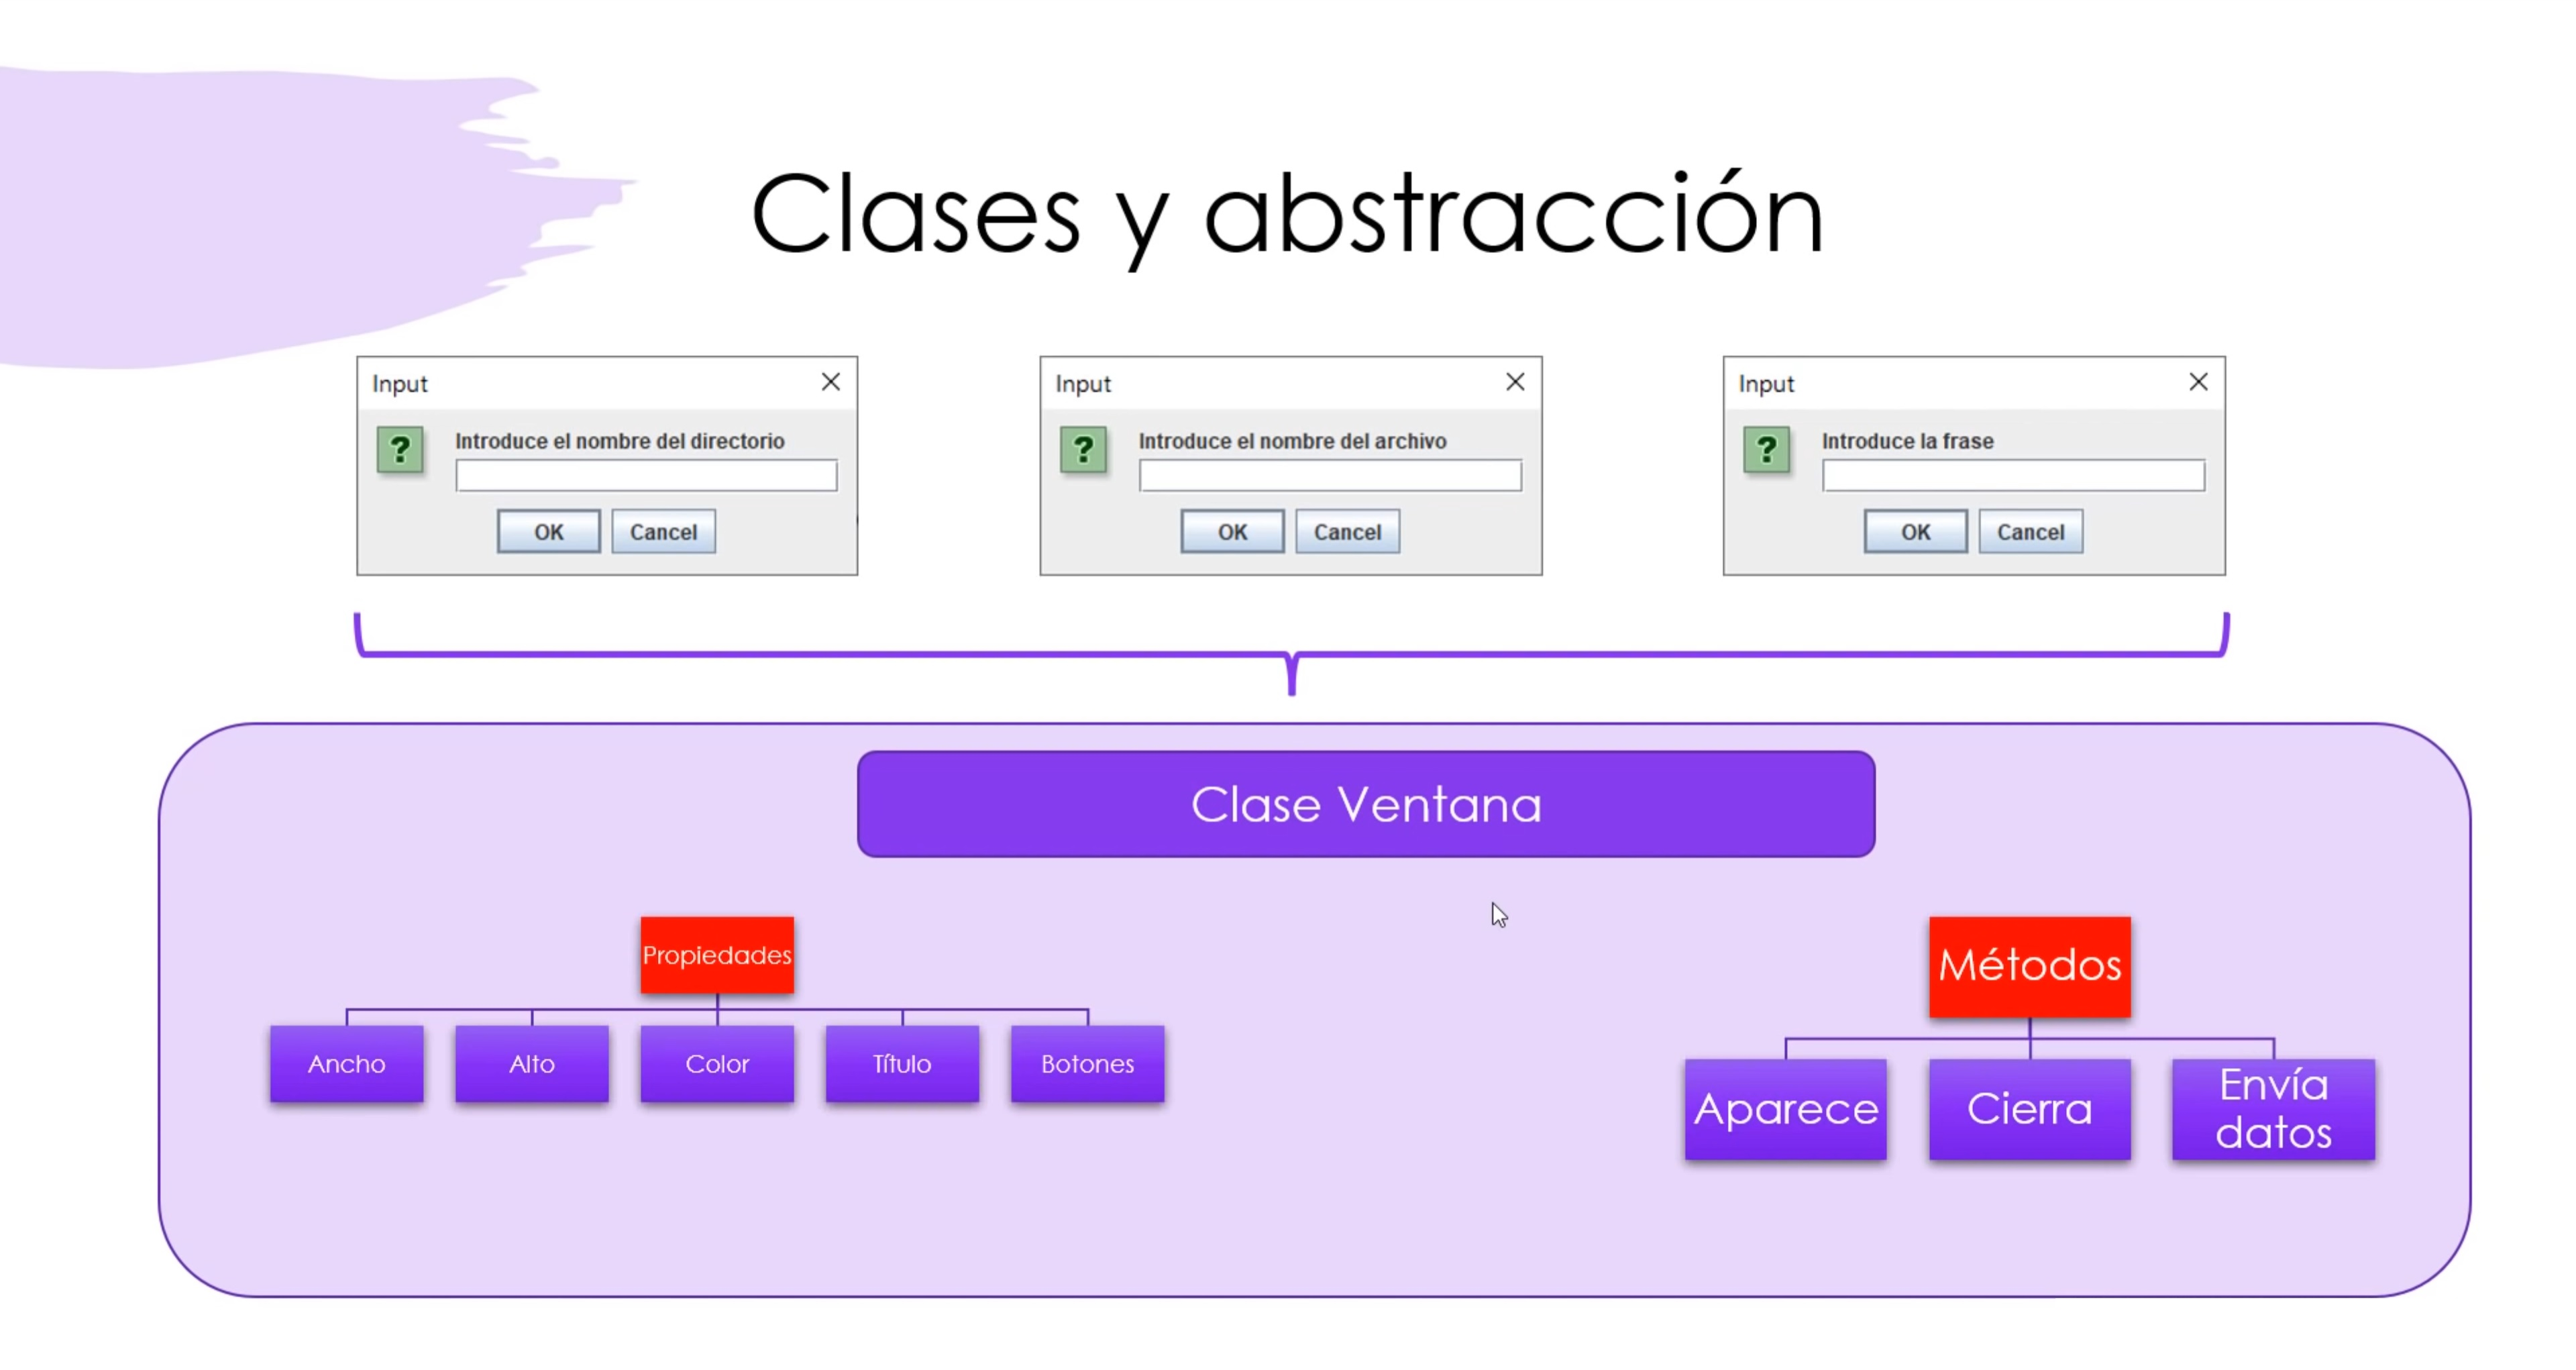 Clases y abstracción
Input
Introduce el nombre del directorio
OK Cancel
Input
Introduce el nombre del archivo
OK Cancel
Input
Introduce la frase
OK Cancel
Clase Ventana
Propiedades
Ancho Alto Color Título Botones
Métodos
Aparece Cierra Envía
datos